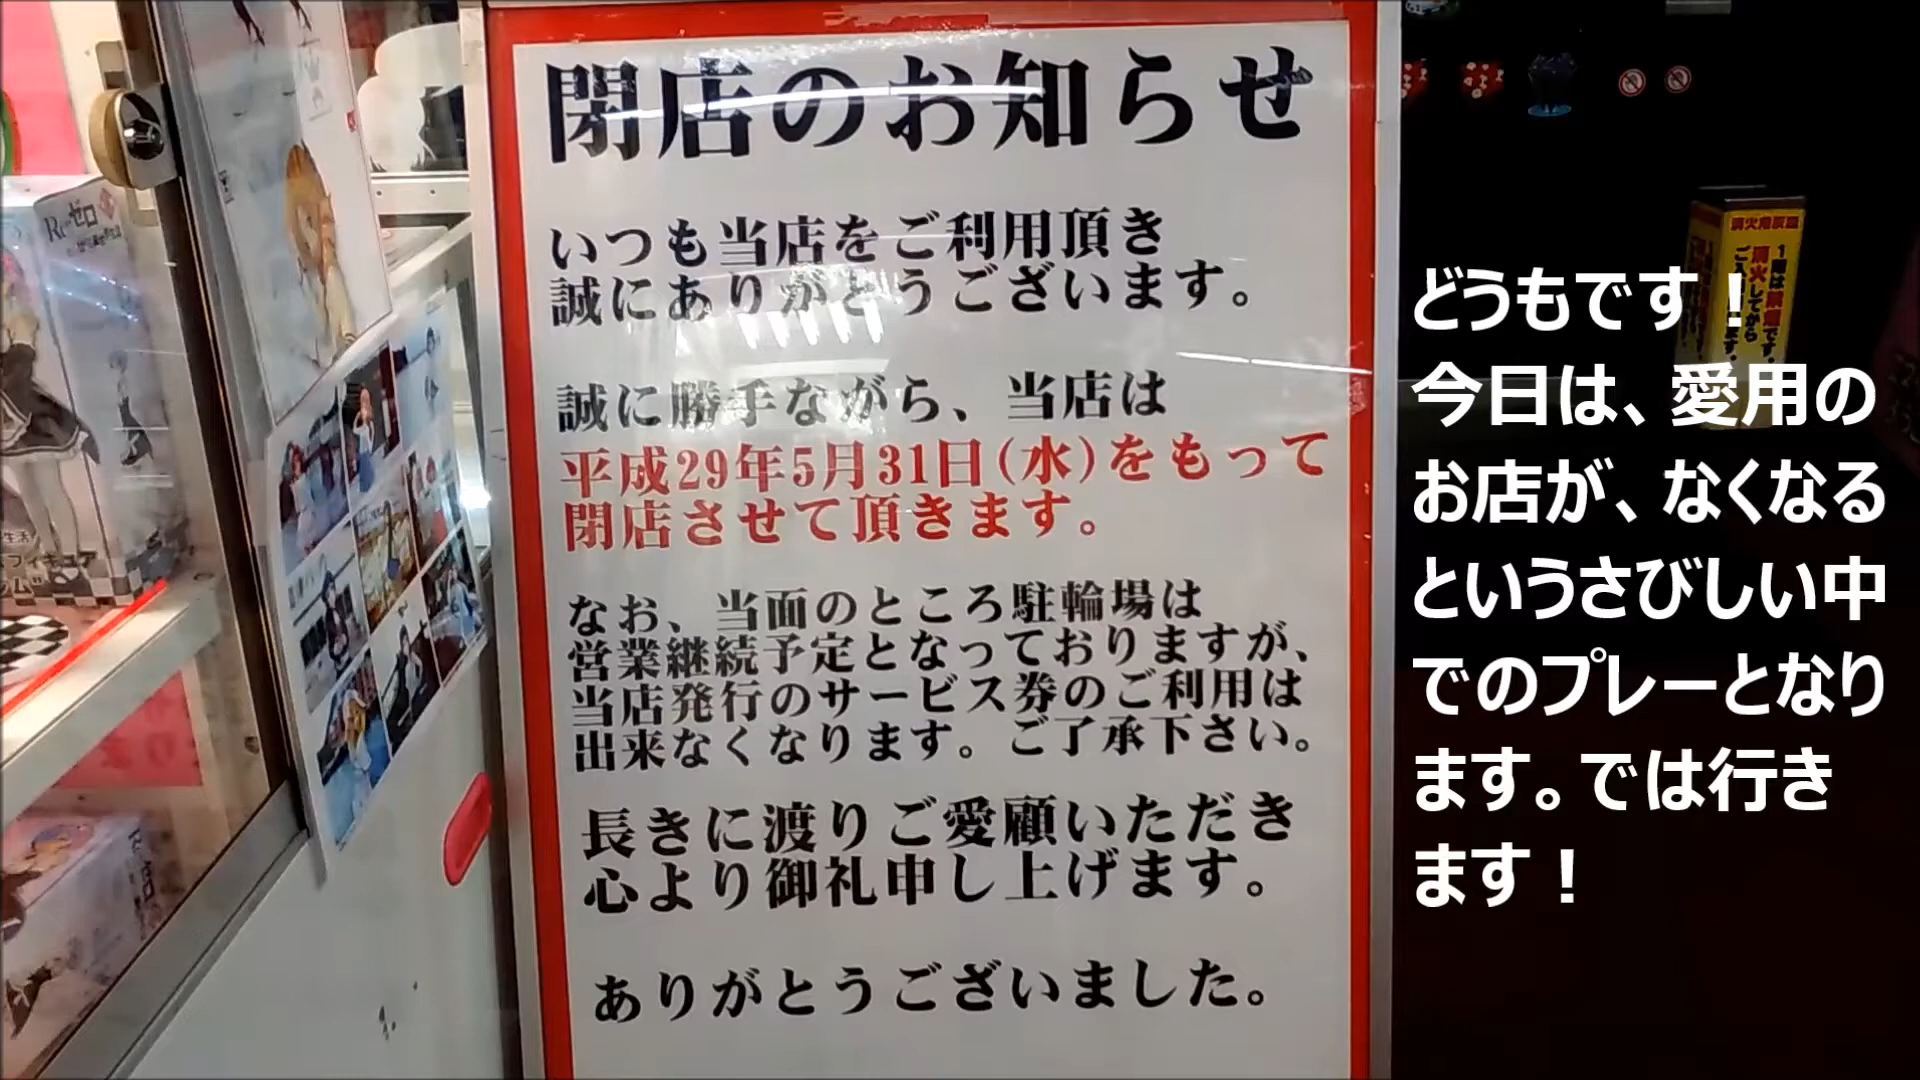 閉店のお知らせ
いつも当店をご利用頂き
誠にありがとうございます。
誠に勝手ながら、当店は
平成29年5月31日(水)をもって
閉店させて頂きます。
なお、当面のところ駐輪場は
営業継続予定となっておりますが、
当店発行のサービス券のご利用は
出来なくなります。ご了承下さい。
長きに渡りご愛顧いただき
心より御礼申し上げます。
ありがとうございました。
どうもです！
今日は、愛用の
お店が、なくなる
というさびしい中
でのプレーとなり
ます。では行き
ます！
Re:ゼロ
生活
フィギュア